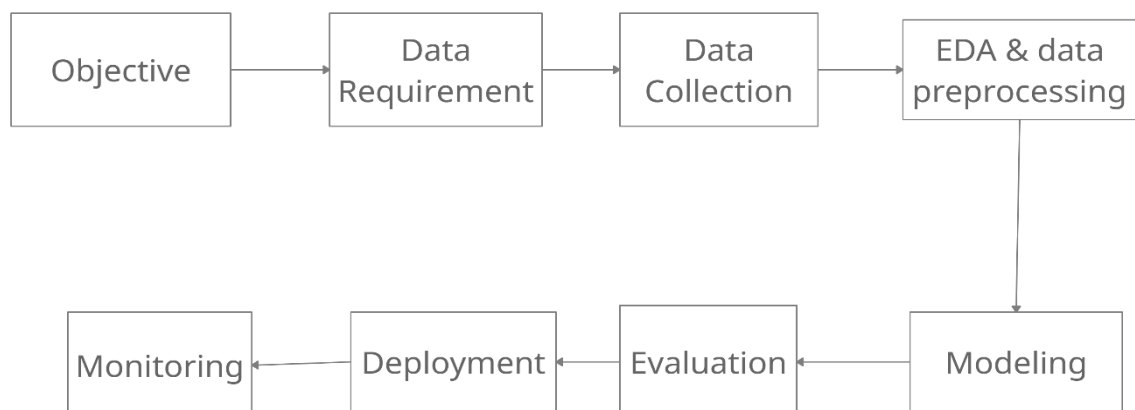 Objective
Data
Requirement
Data
Collection
EDA & data
preprocessing
Modeling
Evaluation
Deployment
Monitoring